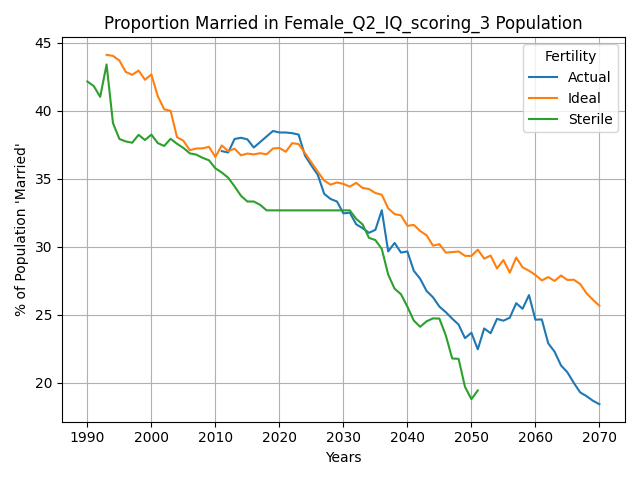 Proportion Married in Female_Q2_IQ_scoring_3 Population
% of Population 'Married'
45
40
35
30
25
20
Fertility
Actual
Ideal
Sterile
1990 2000 2010 2020 2030 2040 2050 2060 2070
Years